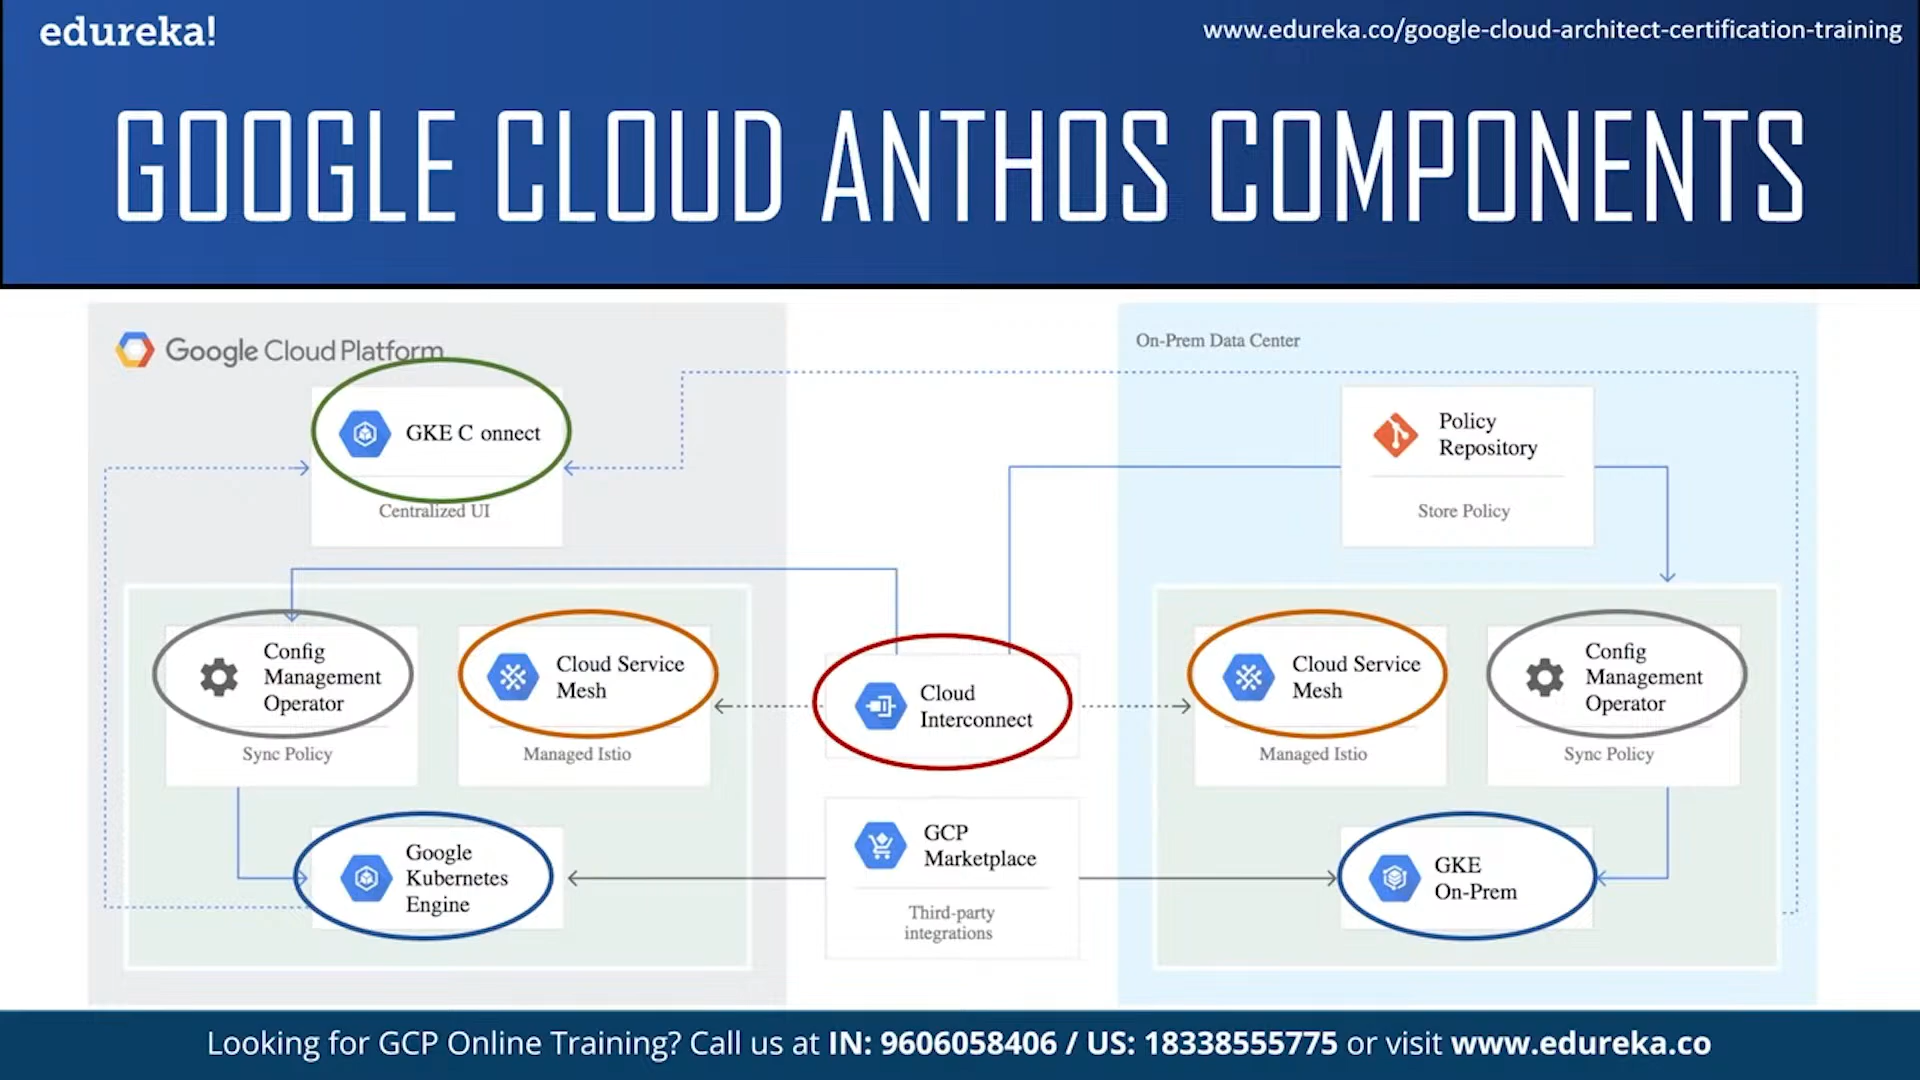 edureka!
www.edureka.co/google-cloud-architect-certification-training
GOOGLE CLOUD ANTHOS COMPONENTS
Google Cloud Platform
On-Prem Data Center
GKE C onnect
Centralized UI
Policy
Repository
Store Policy
Config
Management
Operator
Sync Policy
Cloud Service
Mesh
Managed Istio
Cloud
Interconnect
Cloud Service
Mesh
Managed Istio
Config
Management
Operator
Sync Policy
Google
Kubernetes
Engine
GCP
Marketplace
Third-party
integrations
GKE
On-Prem
Looking for GCP Online Training? Call us at IN: 9606058406 / US: 18338555775 or visit www.edureka.co